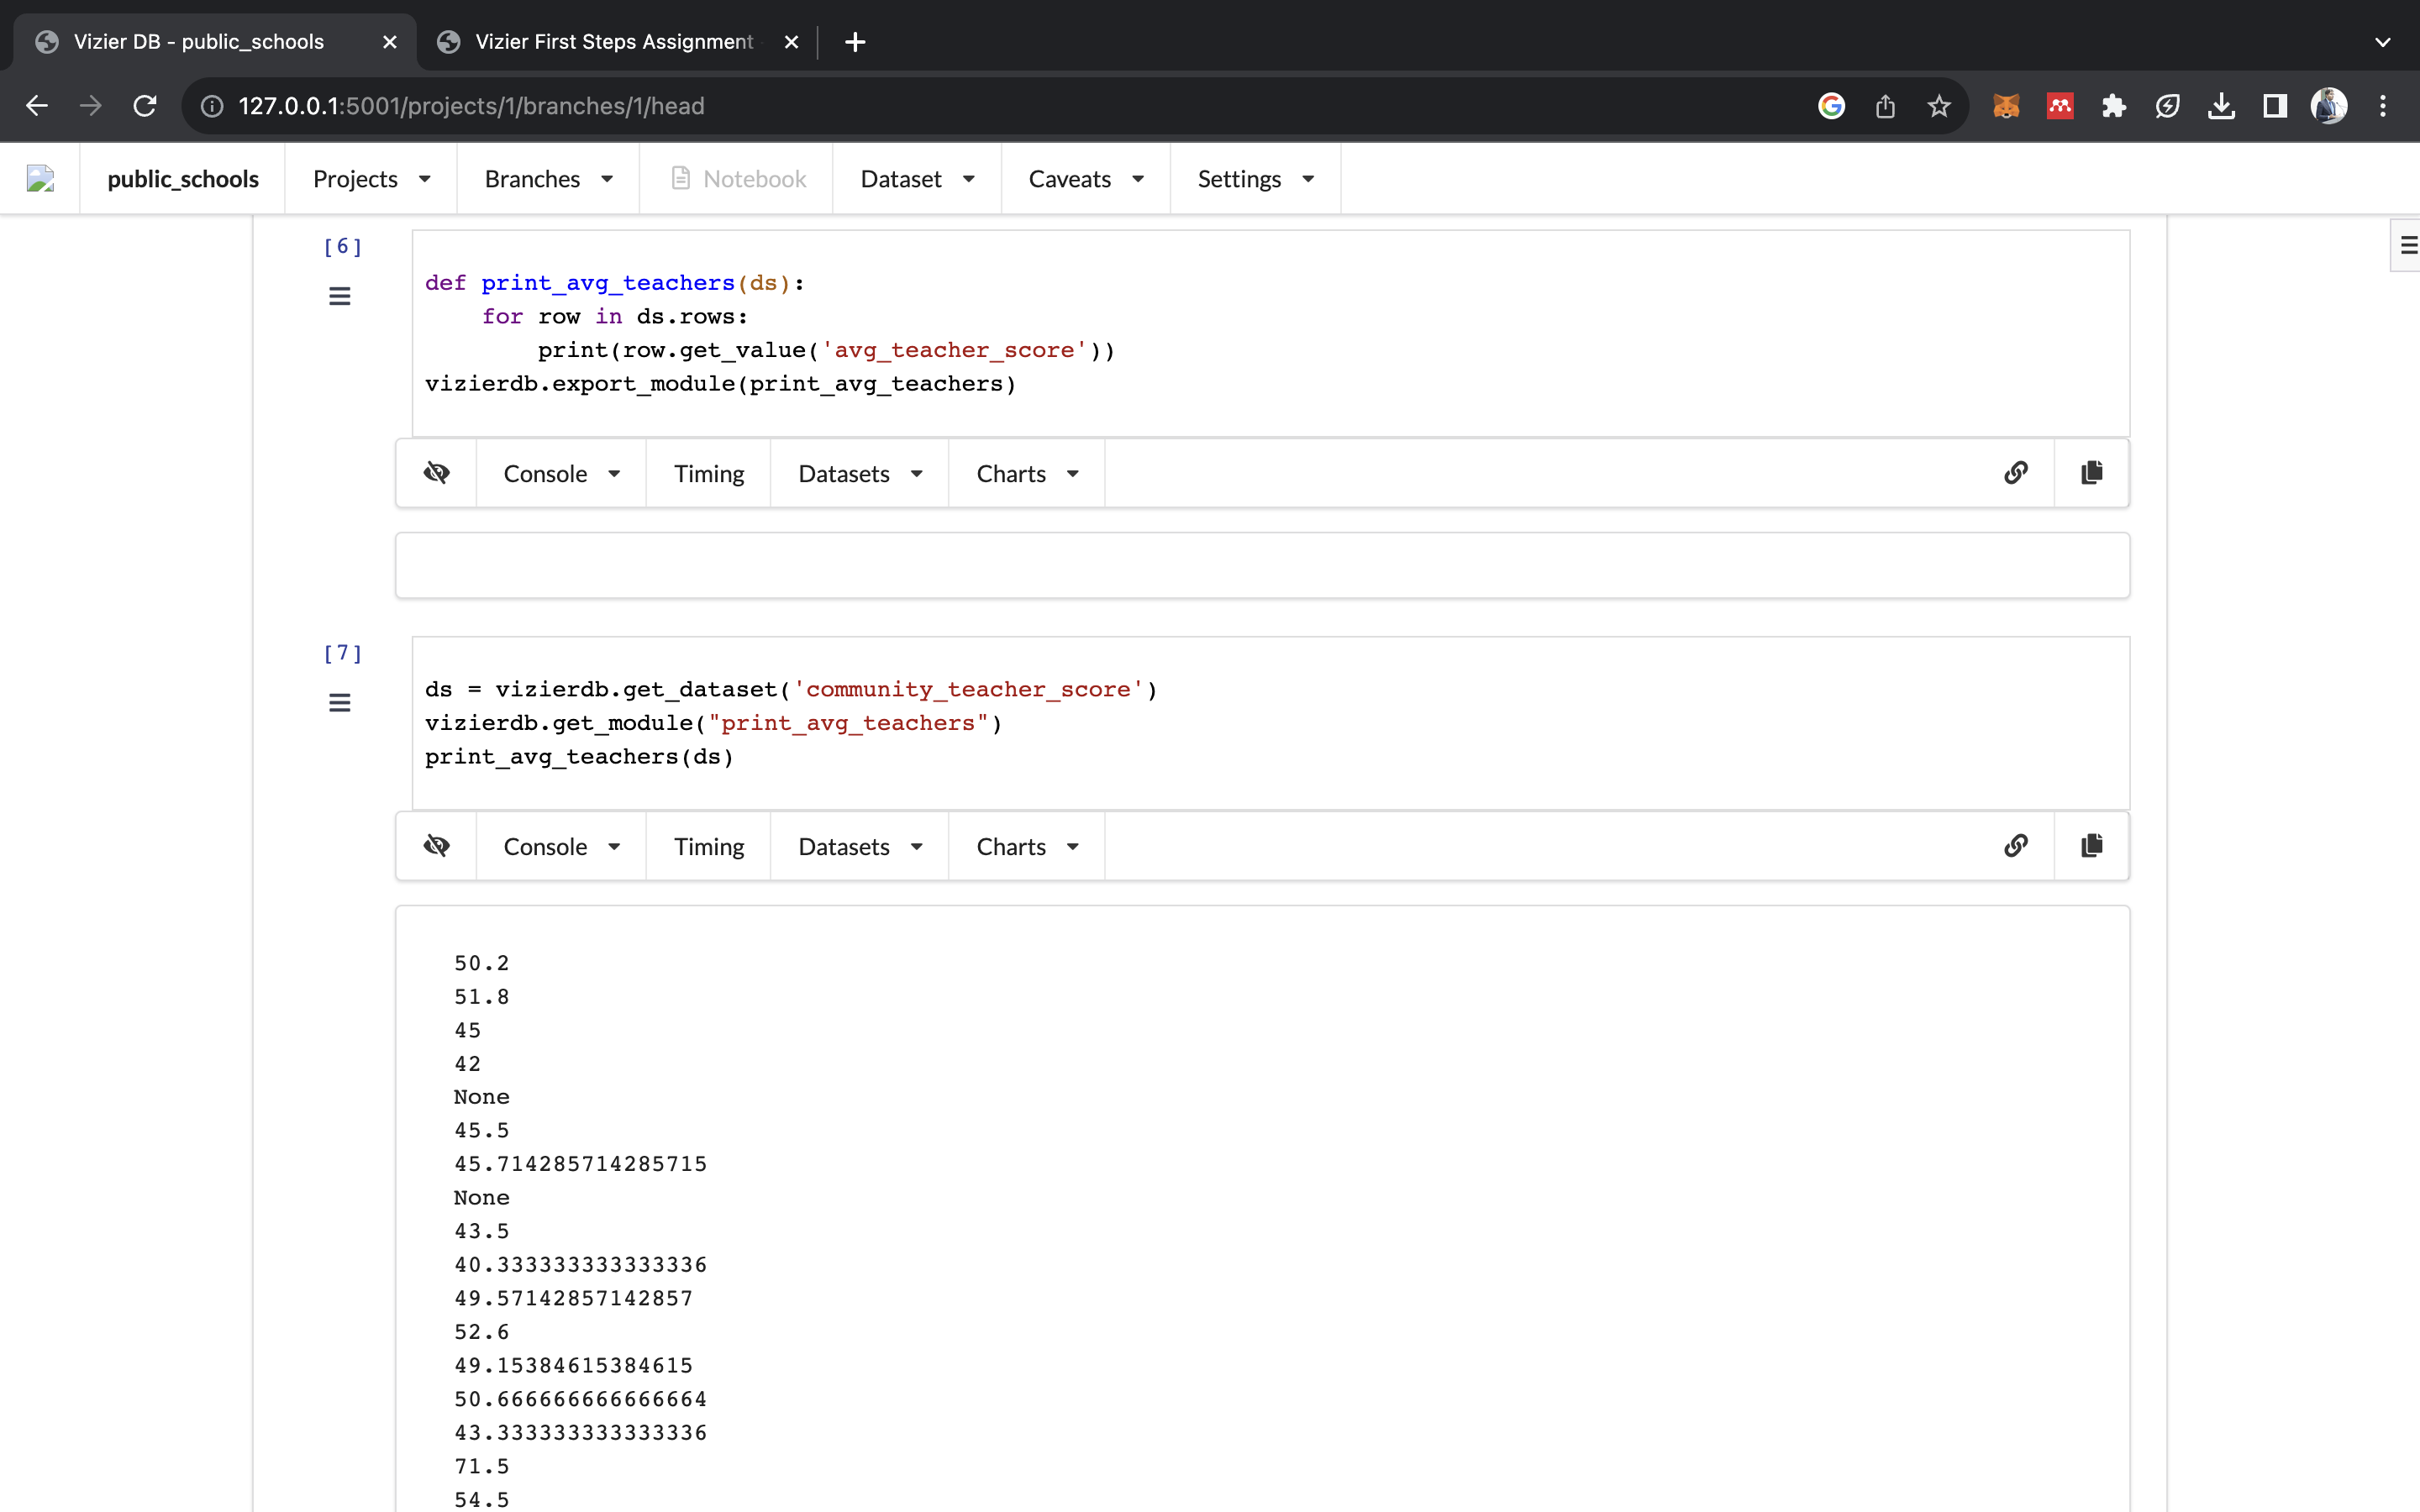 Vizier DB - public_schools
Vizier First Steps Assignment
127.0.0.1:5001/projects/1/branches/1/head
public_schools
Projects
Branches
Notebook
Dataset
Caveats
Settings
[6]
def print_avg_teachers(ds):
    for row in ds.rows:
        print(row.get_value('avg_teacher_score'))
vizierdb.export_module(print_avg_teachers)
Console
Timing
Datasets
Charts
[7]
ds = vizierdb.get_dataset('community_teacher_score')
vizierdb.get_module("print_avg_teachers")
print_avg_teachers(ds)
Console
Timing
Datasets
Charts
50.2
51.8
45
42
None
45.5
45.714285714285715
None
43.5
40.333333333333336
49.57142857142857
52.6
49.15384615384615
50.666666666666664
43.333333333333336
71.5
54.5